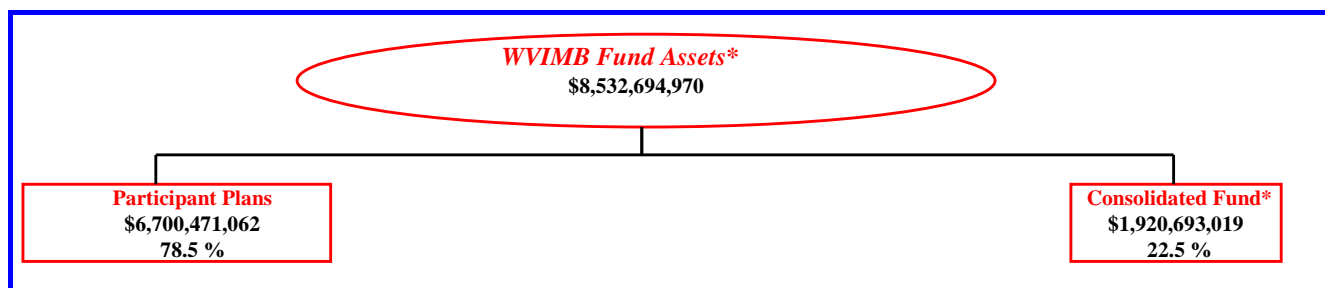 WVIMB Fund Assets*
$8,532,694,970
Participant Plans
$6,700,471,062
78.5 %
Consolidated Fund*
$1,920,693,019
22.5 %